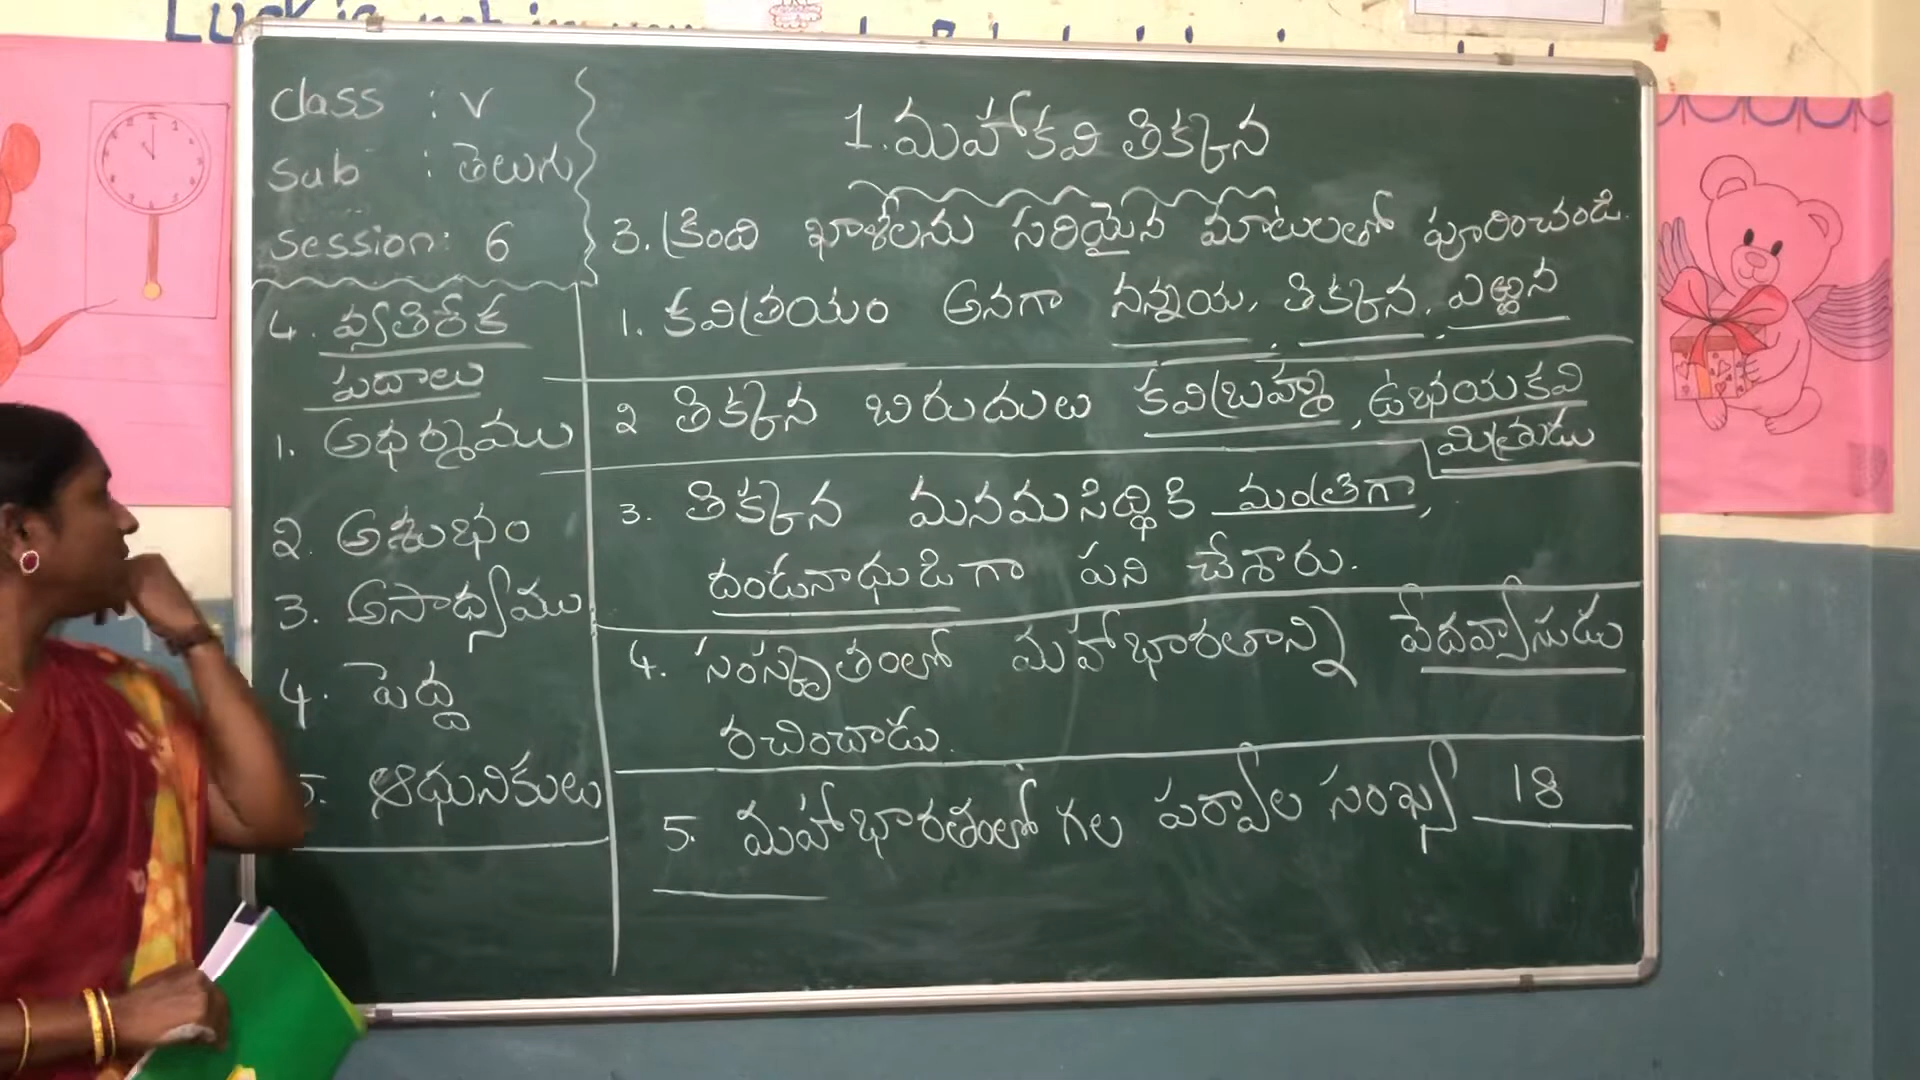 Class : V
Sub : తెలుగు
Session : 6
4. వ్యతిరేక
పదాలు
1. అధర్మము
2. అశుభం
3. అసాధ్యము
4. పెద్ద
5. ఆధునికులు
1. మహాకవి తిక్కన
3. క్రింది ఖాళీలను సరియైన మాటలతో పూరించండి.
1. కవిత్రయం అనగా నన్నయ, తిక్కన, ఎఱ్ఱన
2 తిక్కన బిరుదులు కవిబ్రహ్మ, ఉభయకవి
మిత్రుడు
3. తిక్కన మనుమసిద్ధికి మంత్రిగా,
దండనాధుడిగా పని చేశారు.
4. సంస్కృతంలో మహాభారతాన్ని వేదవ్యాసుడు
రచించాడు.
5. మహాభారతంలో గల పర్వాల సంఖ్య 18